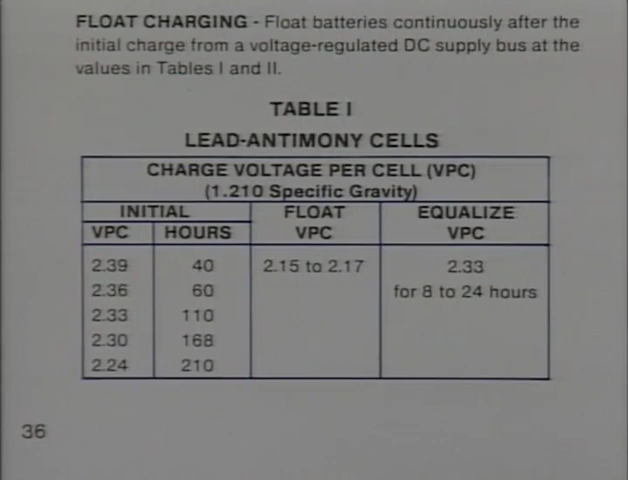 FLOAT CHARGING - Float batteries continuously after the
initial charge from a voltage-regulated DC supply bus at the
values in Tables I and II.
TABLE I
LEAD-ANTIMONY CELLS
CHARGE VOLTAGE PER CELL (VPC)
(1.210 Specific Gravity)
INITIAL FLOAT EQUALIZE
VPC HOURS VPC VPC
2.39 40 2.15 to 2.17 2.33
2.36 60 for 8 to 24 hours
2.33 110
2.30 168
2.24 210
36